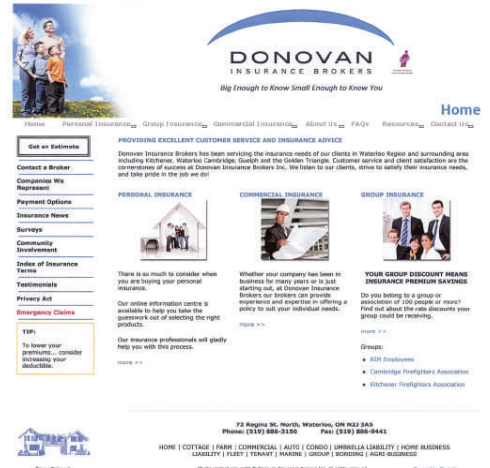 DONOVAN
INSURANCE BROKERS
Big Enough to Know Small Enough to Know You
Home
Home Personal Insurance Group Insurance Commercial Insurance About Us FAQs Resources Contact Us
Get an Estimate
Contact a Broker
Companies We
Represent
Payment Options
Insurance News
Surveys
Community
Involvement
Index of Insurance
Terms
Testimonials
Privacy Act
Emergency Claims
TIP:
To lower your
premiums... consider
increasing your
deductible.
PROVIDING EXCELLENT CUSTOMER SERVICE AND INSURANCE ADVICE
Donovan Insurance Brokers has been servicing the insurance needs of our clients in Waterloo Region and surrounding area
including Kitchener, Waterloo Cambridge, Guelph and the Golden Triangle. Customer service and client satisfaction are the
cornerstones of success at Donovan Insurance Brokers Inc. We listen to our clients, strive to satisfy their insurance needs,
and take pride in the job we do!
PERSONAL INSURANCE
There is so much to consider when
you are buying your personal
insurance.
Our online information centre is
available to help you take the
guesswork out of selecting the right
products.
Our insurance professionals will gladly
help you with this process.
more >>
COMMERCIAL INSURANCE
Whether your company has been in
business for many years or is just
starting out, at Donovan Insurance
Brokers our brokers can provide
experience and expertise in offering a
policy to suit your individual needs.
more >>
GROUP INSURANCE
YOUR GROUP DISCOUNT MEANS
INSURANCE PREMIUM SAVINGS
Do you belong to a group or
association of 100 people or more?
Find out about the rate discounts your
group could be receiving.
more >>
Groups:
RIM Employees
Cambridge Firefighters Association
Kitchener Firefighters Association
72 Regina St. North, Waterloo, ON N2J 3A5
Phone: (519) 886-3150 Fax: (519) 886-9441
HOME | COTTAGE | FARM | COMMERCIAL | AUTO | CONDO | UMBRELLA LIABILITY | HOME BUSINESS
LIABILITY | FLEET | TENANT | MARINE | GROUP | BONDING | AGRI-BUSINESS